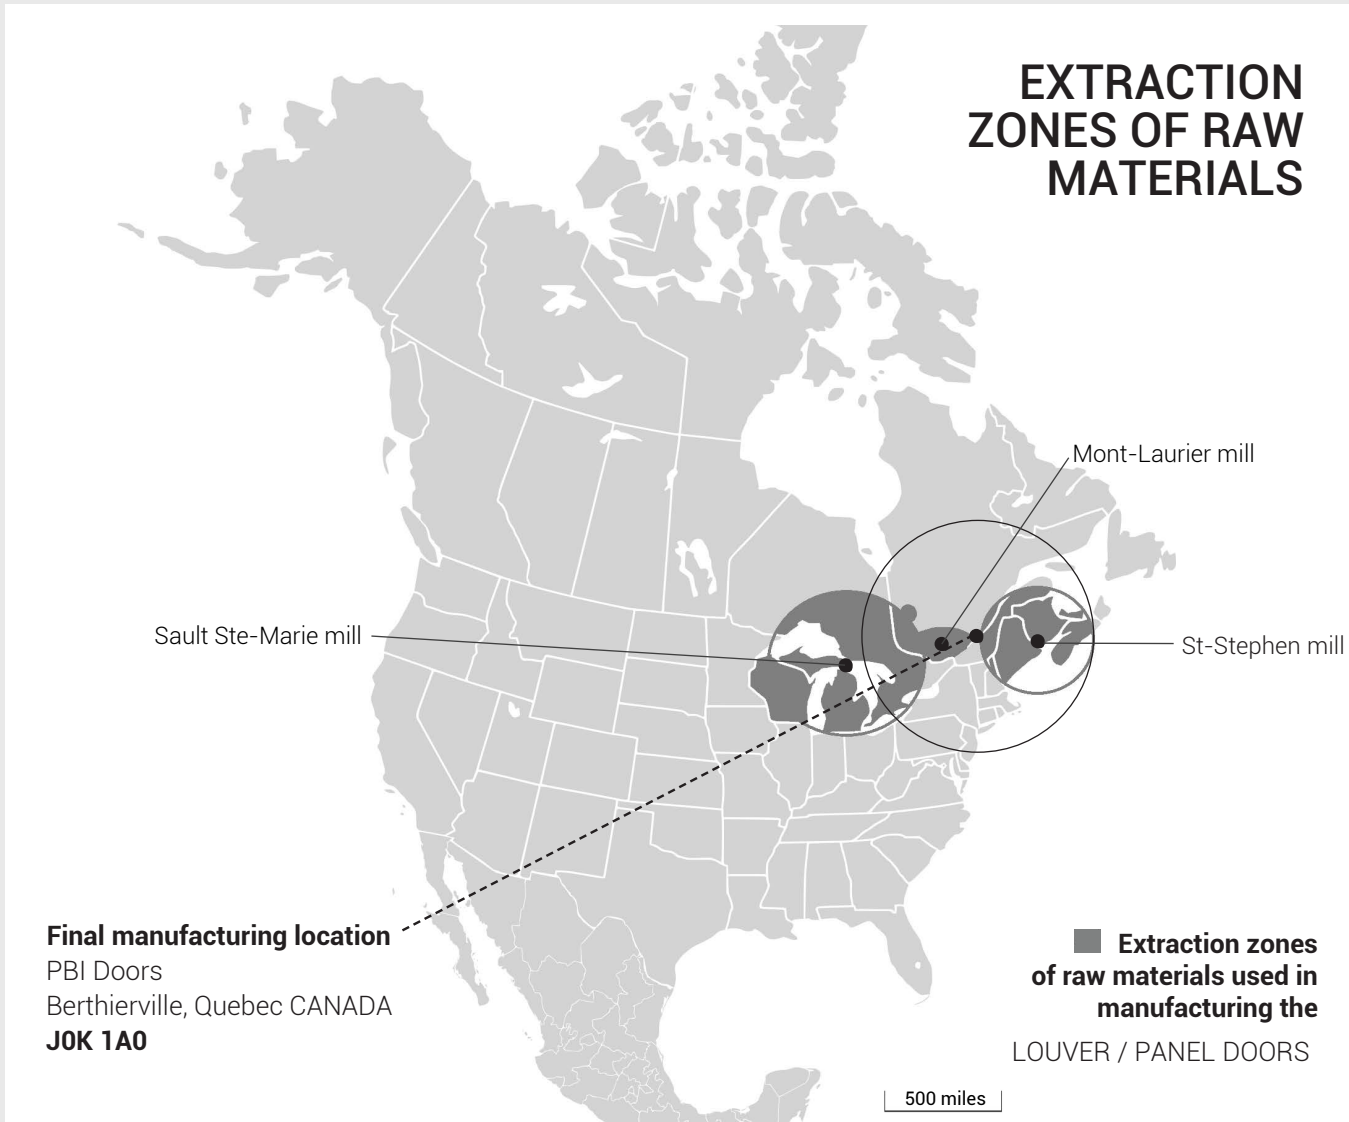 EXTRACTION
ZONES OF RAW
MATERIALS
Mont-Laurier mill
Sault Ste-Marie mill
St-Stephen mill
Final manufacturing location
PBI Doors
Berthierville, Quebec CANADA
J0K 1A0
Extraction zones
of raw materials used in
manufacturing the
LOUVER / PANEL DOORS
500 miles